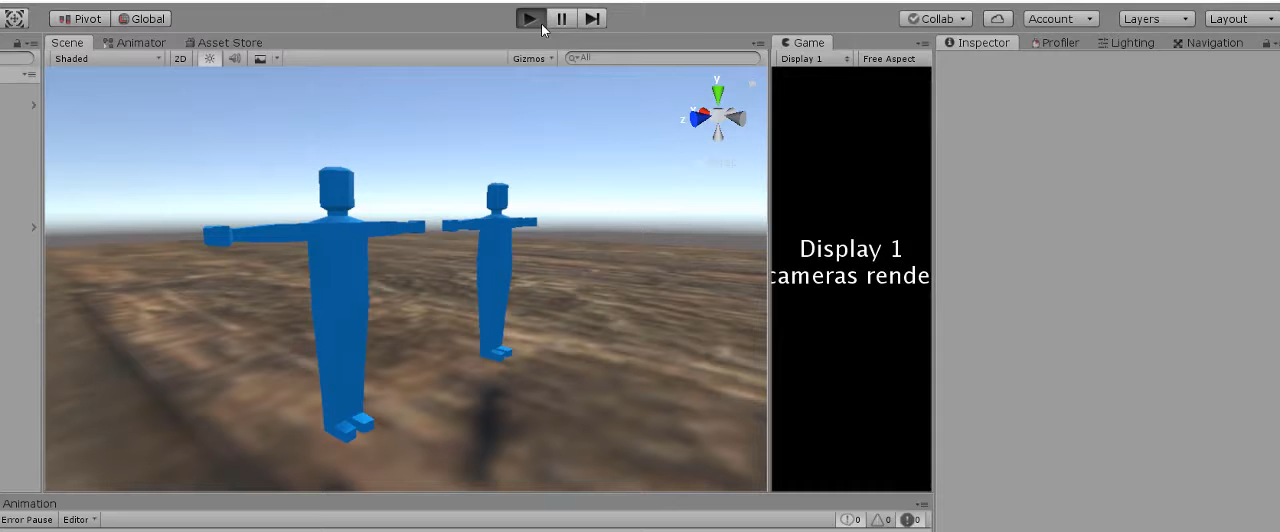 Pivot Global Collab Account Layers Layout
Scene Animator Asset Store Game Inspector Profiler Lighting Navigation
Shaded 2D Gizmos All Display 1 Free Aspect
y
z
Display 1
cameras rende
Animation
Error Pause Editor 0 0 0